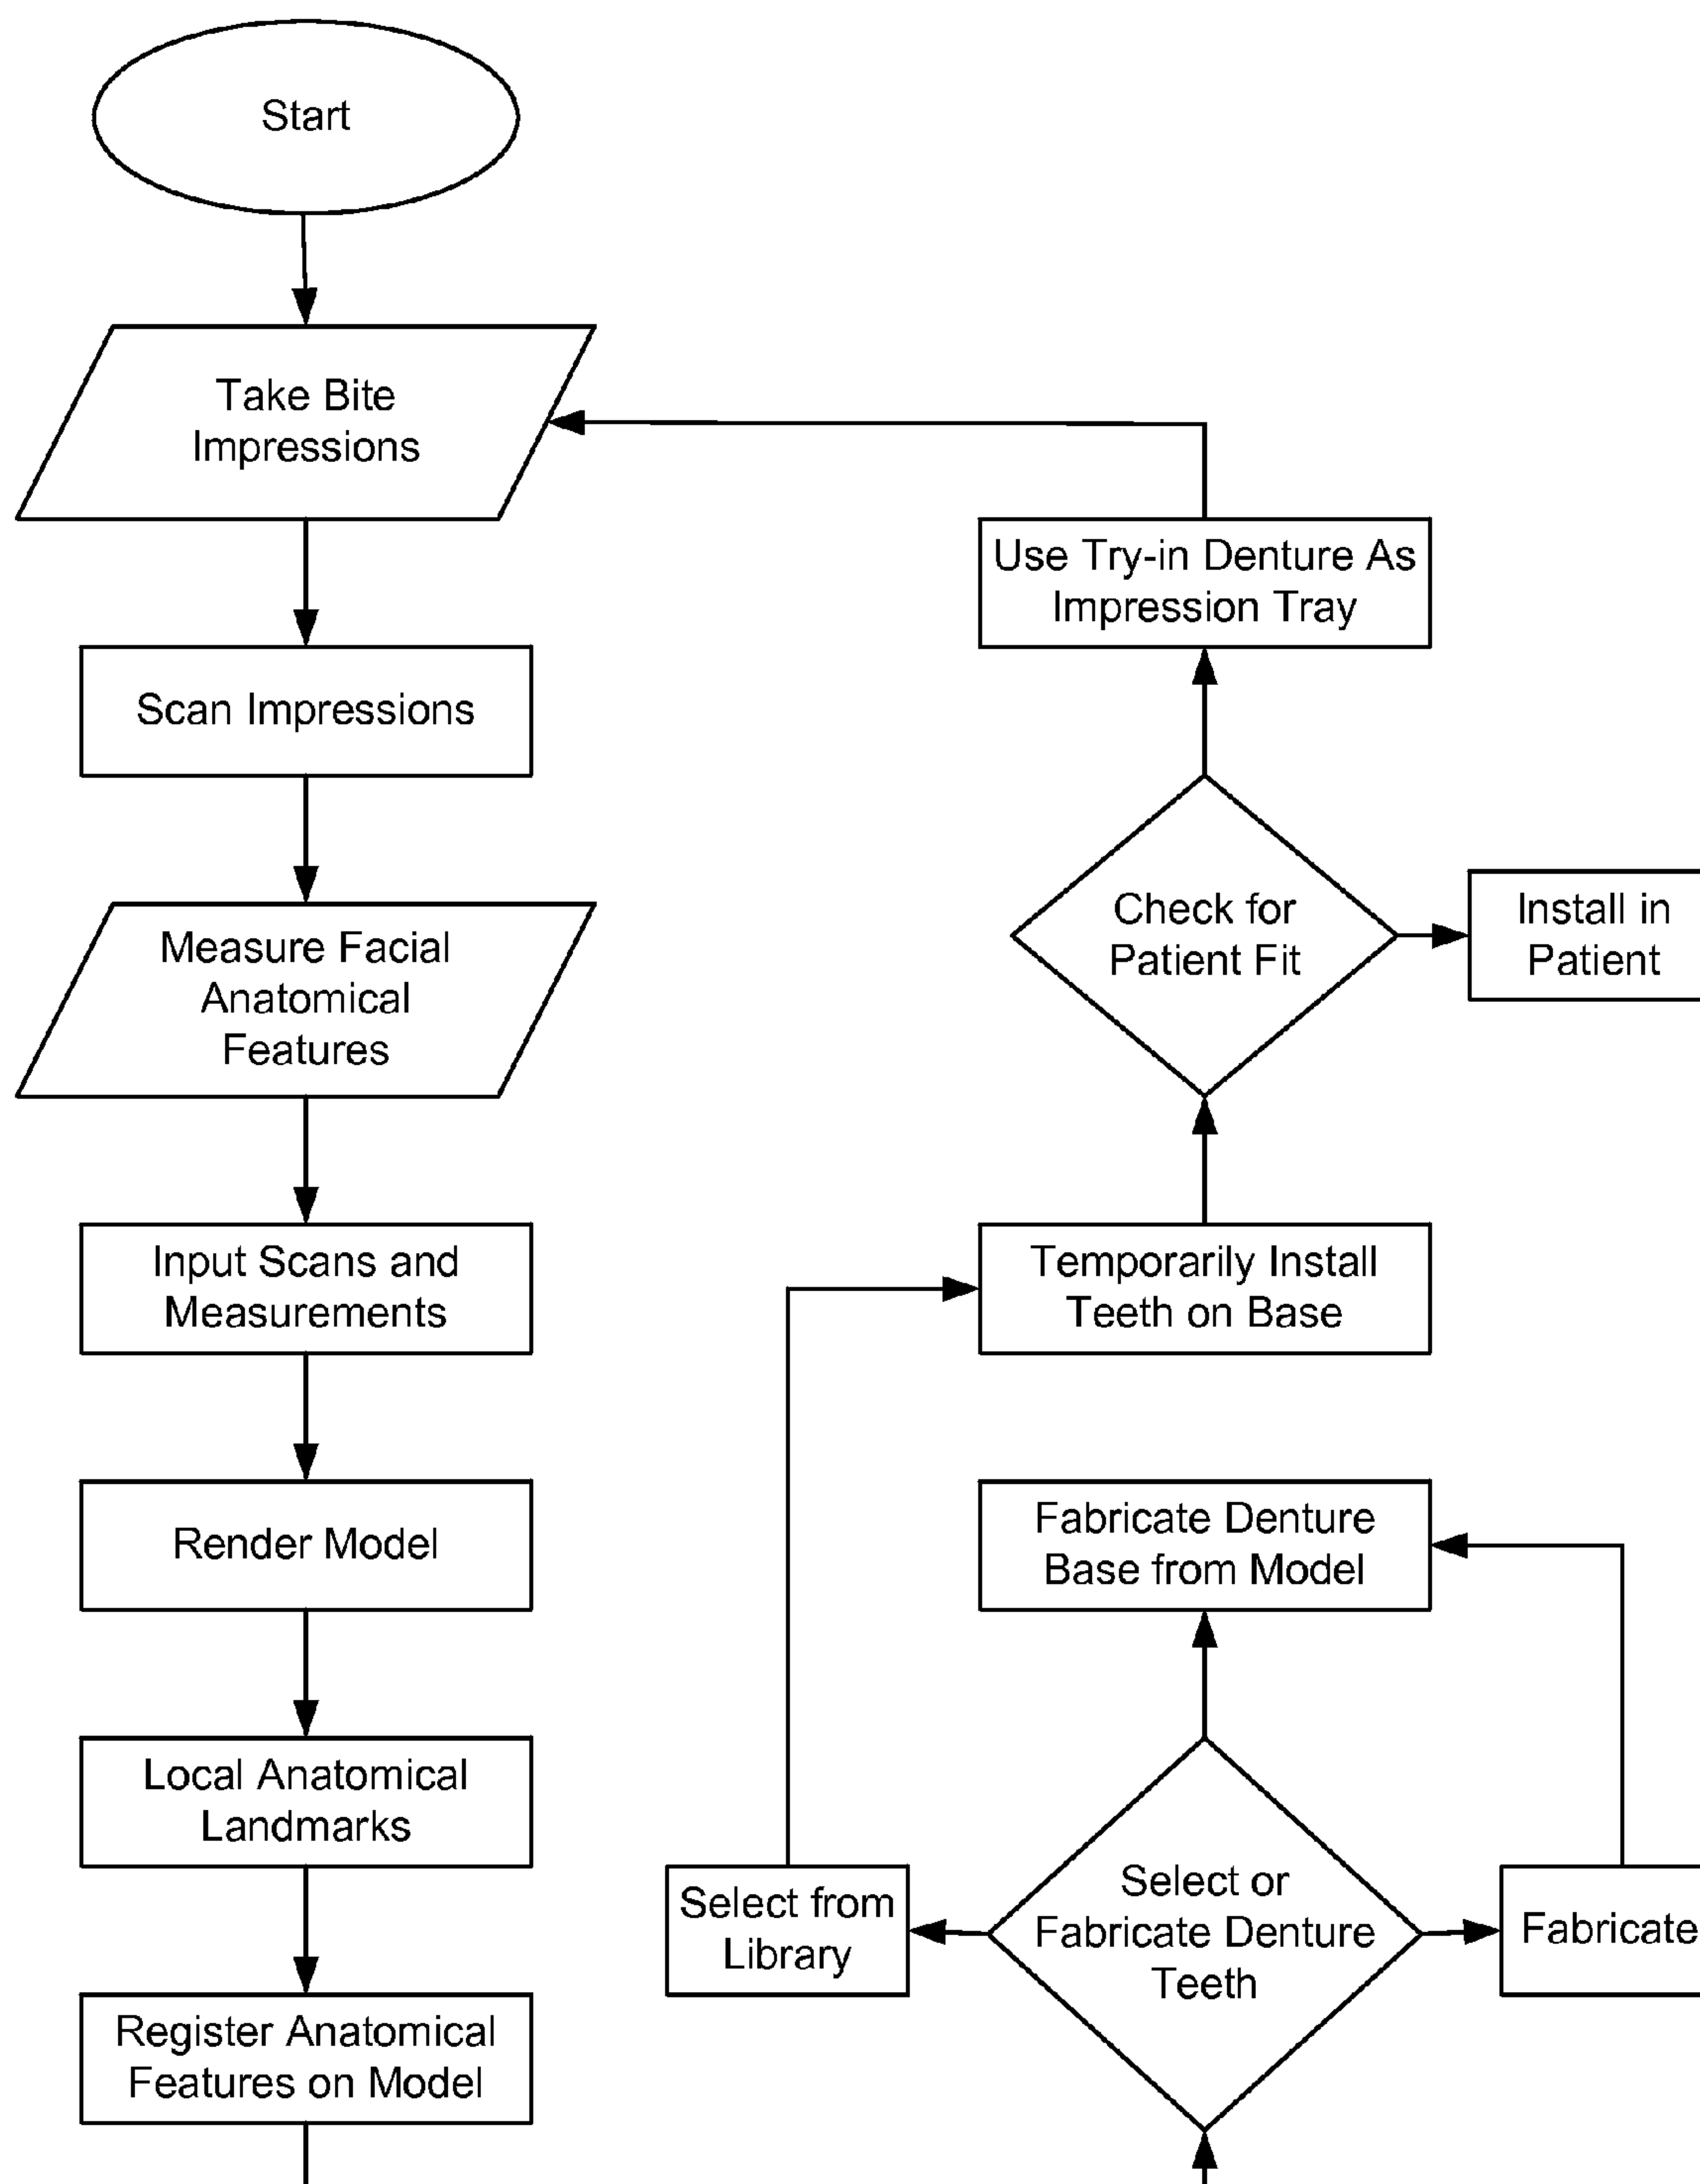 Start
Take Bite
Impressions
Scan Impressions
Measure Facial
Anatomical
Features
Input Scans and
Measurements
Render Model
Local Anatomical
Landmarks
Register Anatomical
Features on Model
Use Try-in Denture As
Impression Tray
Check for
Patient Fit
Install in
Patient
Temporarily Install
Teeth on Base
Fabricate Denture
Base from Model
Select from
Library
Select or
Fabricate Denture
Teeth
Fabricate